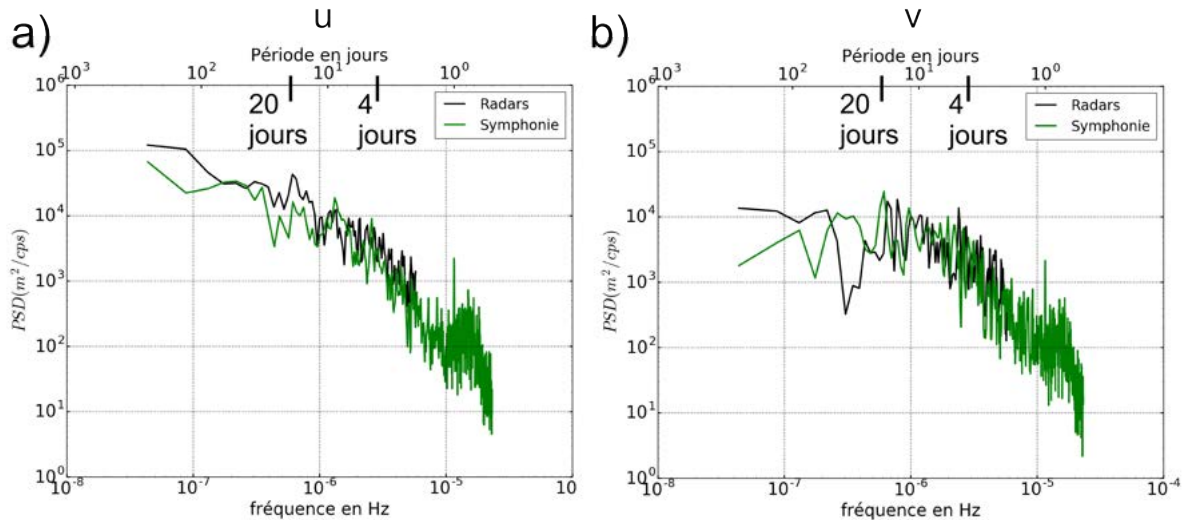 a)
u
Période en jours
10³ 10² 10¹ 10⁰
20 jours
4 jours
Radars
Symphonie
10⁶
10⁵
10⁴
10³
10²
10¹
10⁰
PSD(m²/cps)
10⁻⁸ 10⁻⁷ 10⁻⁶ 10⁻⁵ 10
fréquence en Hz
b)
v
Période en jours
10³ 10² 10¹ 10⁰
20 jours
4 jours
Radars
Symphonie
10⁶
10⁵
10⁴
10³
10²
10¹
10⁰
PSD(m²/cps)
10⁻⁸ 10⁻⁷ 10⁻⁶ 10⁻⁵ 10⁻⁴
fréquence en Hz